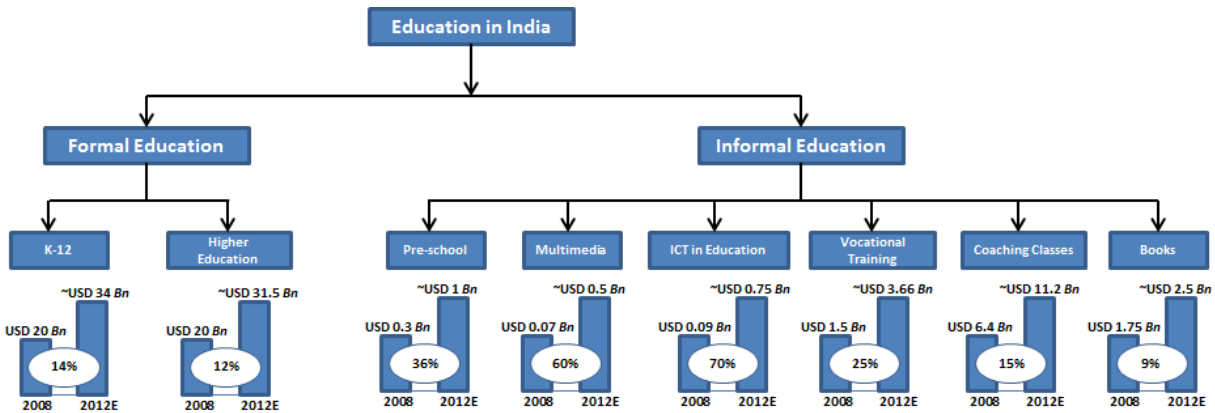 Education in India
Formal Education
Informal Education
K-12
Higher
Education
Pre-school
Multimedia
ICT in Education
Vocational
Training
Coaching Classes
Books
~USD 34 Bn
USD 20 Bn
14%
2008 2012E
~USD 31.5 Bn
USD 20 Bn
12%
2008 2012E
~USD 1 Bn
USD 0.3 Bn
36%
2008 2012E
~USD 0.5 Bn
USD 0.07 Bn
60%
2008 2012E
~USD 0.75 Bn
USD 0.09 Bn
70%
2008 2012E
~USD 3.66 Bn
USD 1.5 Bn
25%
2008 2012E
~USD 11.2 Bn
USD 6.4 Bn
15%
2008 2012E
~USD 2.5 Bn
USD 1.75 Bn
9%
2008 2012E